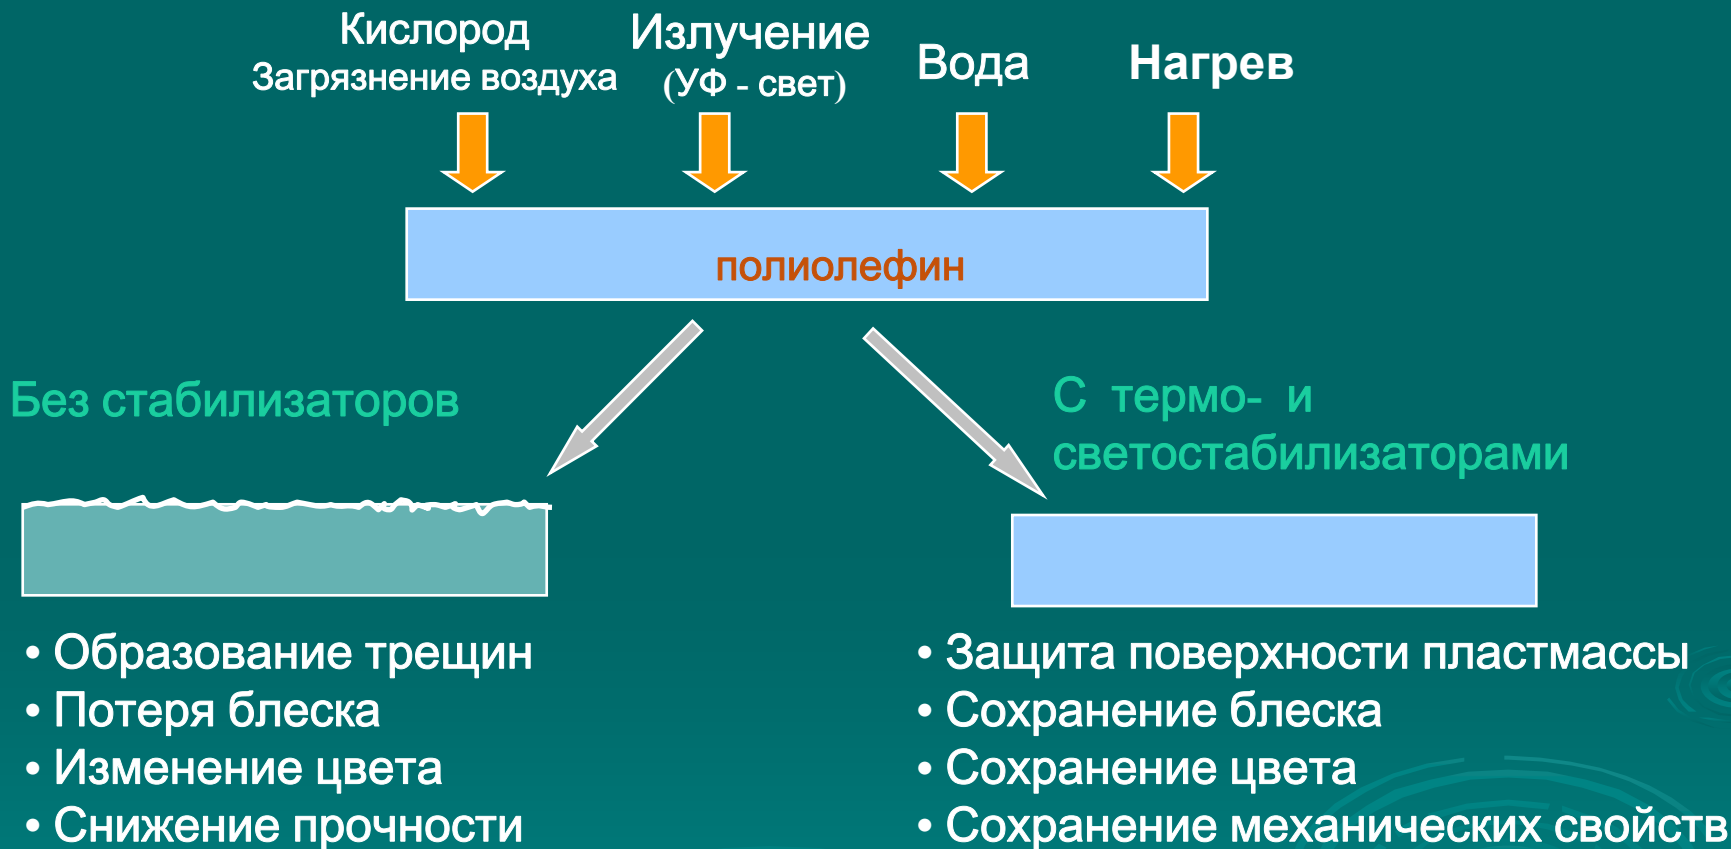 Кислород
Загрязнение воздуха
Излучение
(УФ - свет)
Вода
Нагрев
полиолефин
Без стабилизаторов
С термо- и
светостабилизаторами
• Образование трещин
• Потеря блеска
• Изменение цвета
• Снижение прочности
• Защита поверхности пластмассы
• Сохранение блеска
• Сохранение цвета
• Сохранение механических свойств